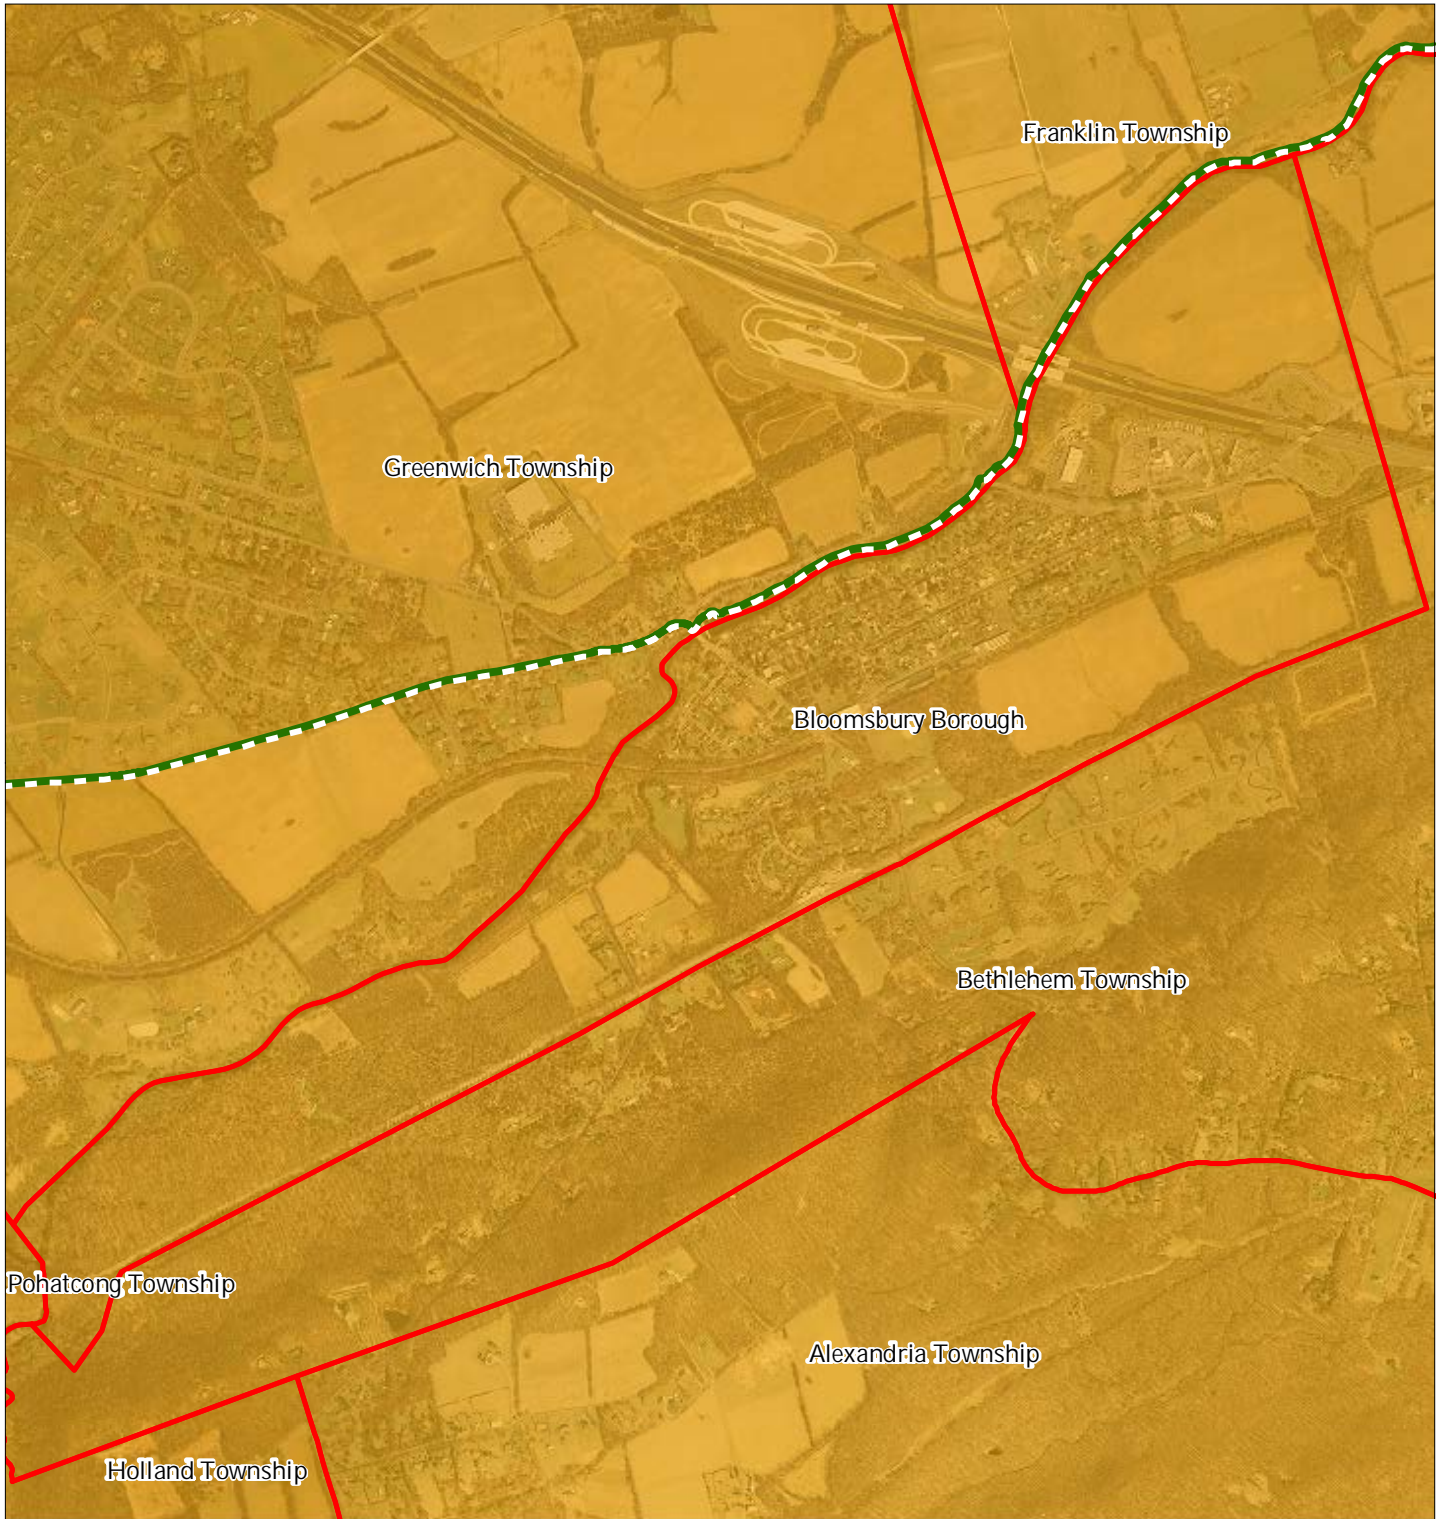 Franklin Township
Greenwich Township
Bloomsbury Borough
Bethlehem Township
Pohatcong Township
Alexandria Township
Holland Township